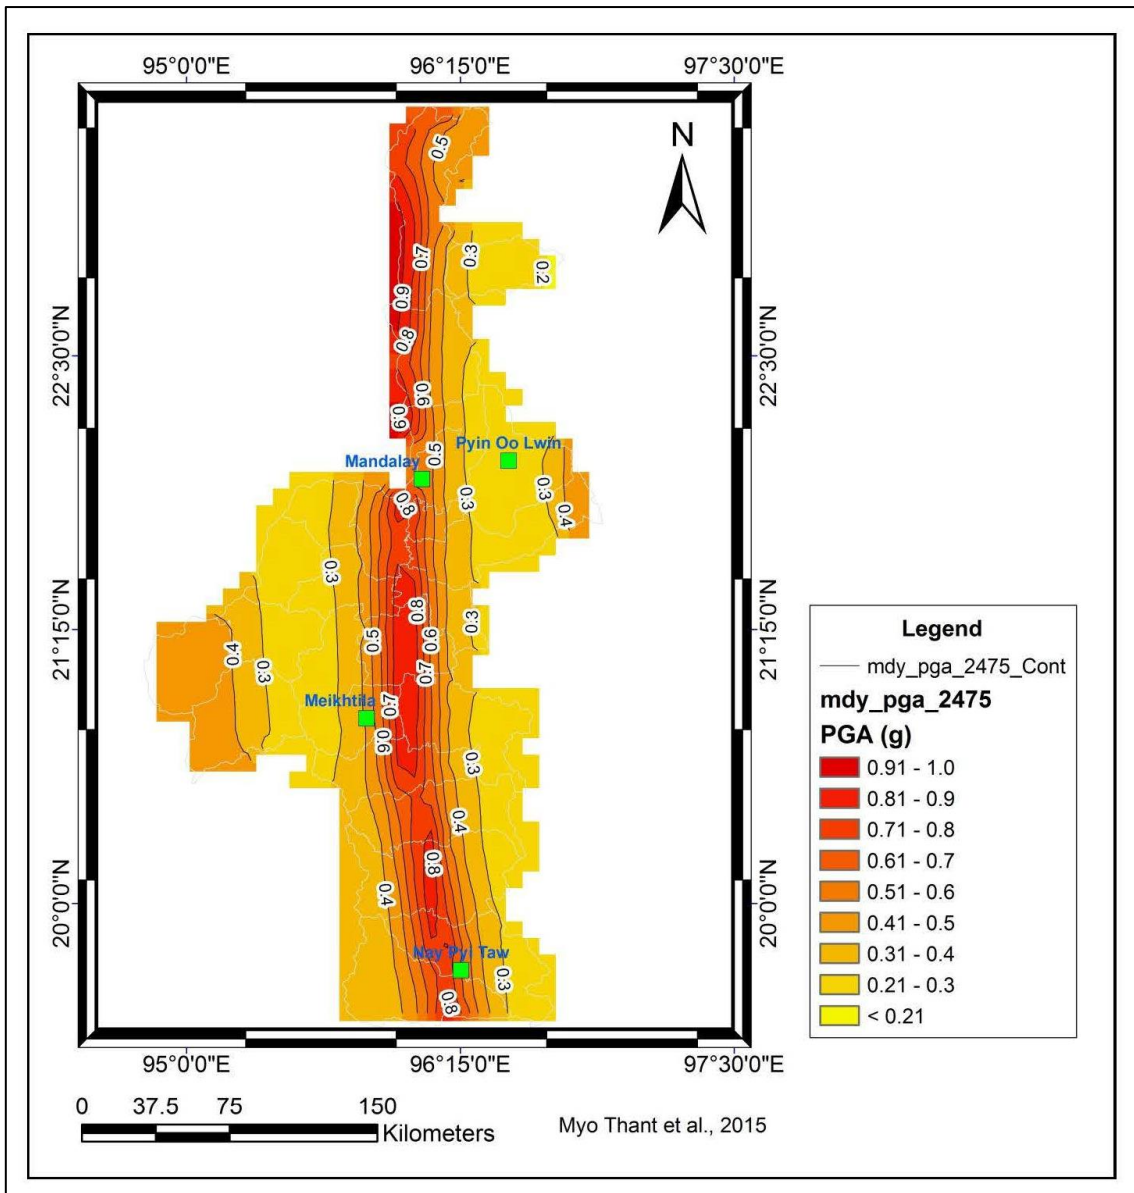 95°0'0"E
96°15'0"E
97°30'0"E
N
0.5
0.7
0.3
0.2
0.9
0.8
22°30'0"N
22°30'0"N
0.6
0.9
0.5
Pyin Oo Lwin
Mandalay
0.3
0.3
0.8
0.4
0.3
0.8
0.3
21°15'0"N
21°15'0"N
0.5
0.6
0.4
0.3
0.7
Meikhtila
0.7
0.6
0.3
0.4
0.8
0.4
20°0'0"N
20°0'0"N
Nay Pyi Taw
0.3
0.8
95°0'0"E
96°15'0"E
97°30'0"E
Legend
mdy_pga_2475_Cont
mdy_pga_2475
PGA (g)
0.91 - 1.0
0.81 - 0.9
0.71 - 0.8
0.61 - 0.7
0.51 - 0.6
0.41 - 0.5
0.31 - 0.4
0.21 - 0.3
< 0.21
0 37.5 75 150
Kilometers
Myo Thant et al., 2015